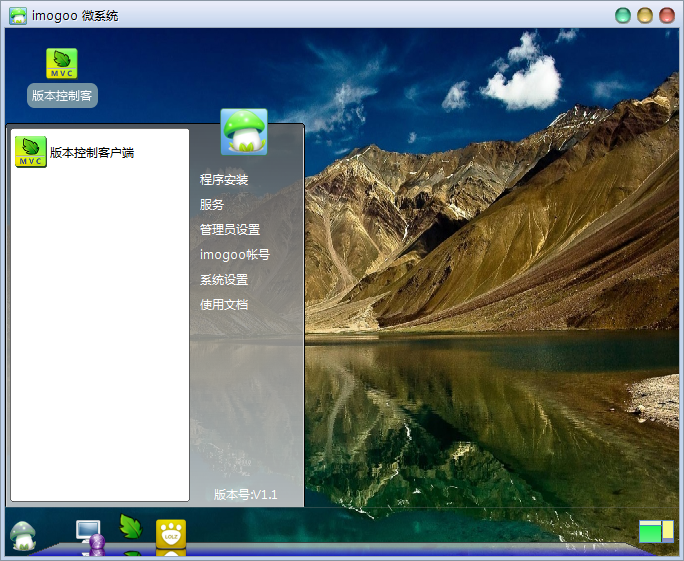 imogoo 微系统
MVC
版本控制客
MVC
版本控制客户端
程序安装
服务
管理员设置
imogoo帐号
系统设置
使用文档
版本号:V1.1
LOLZ